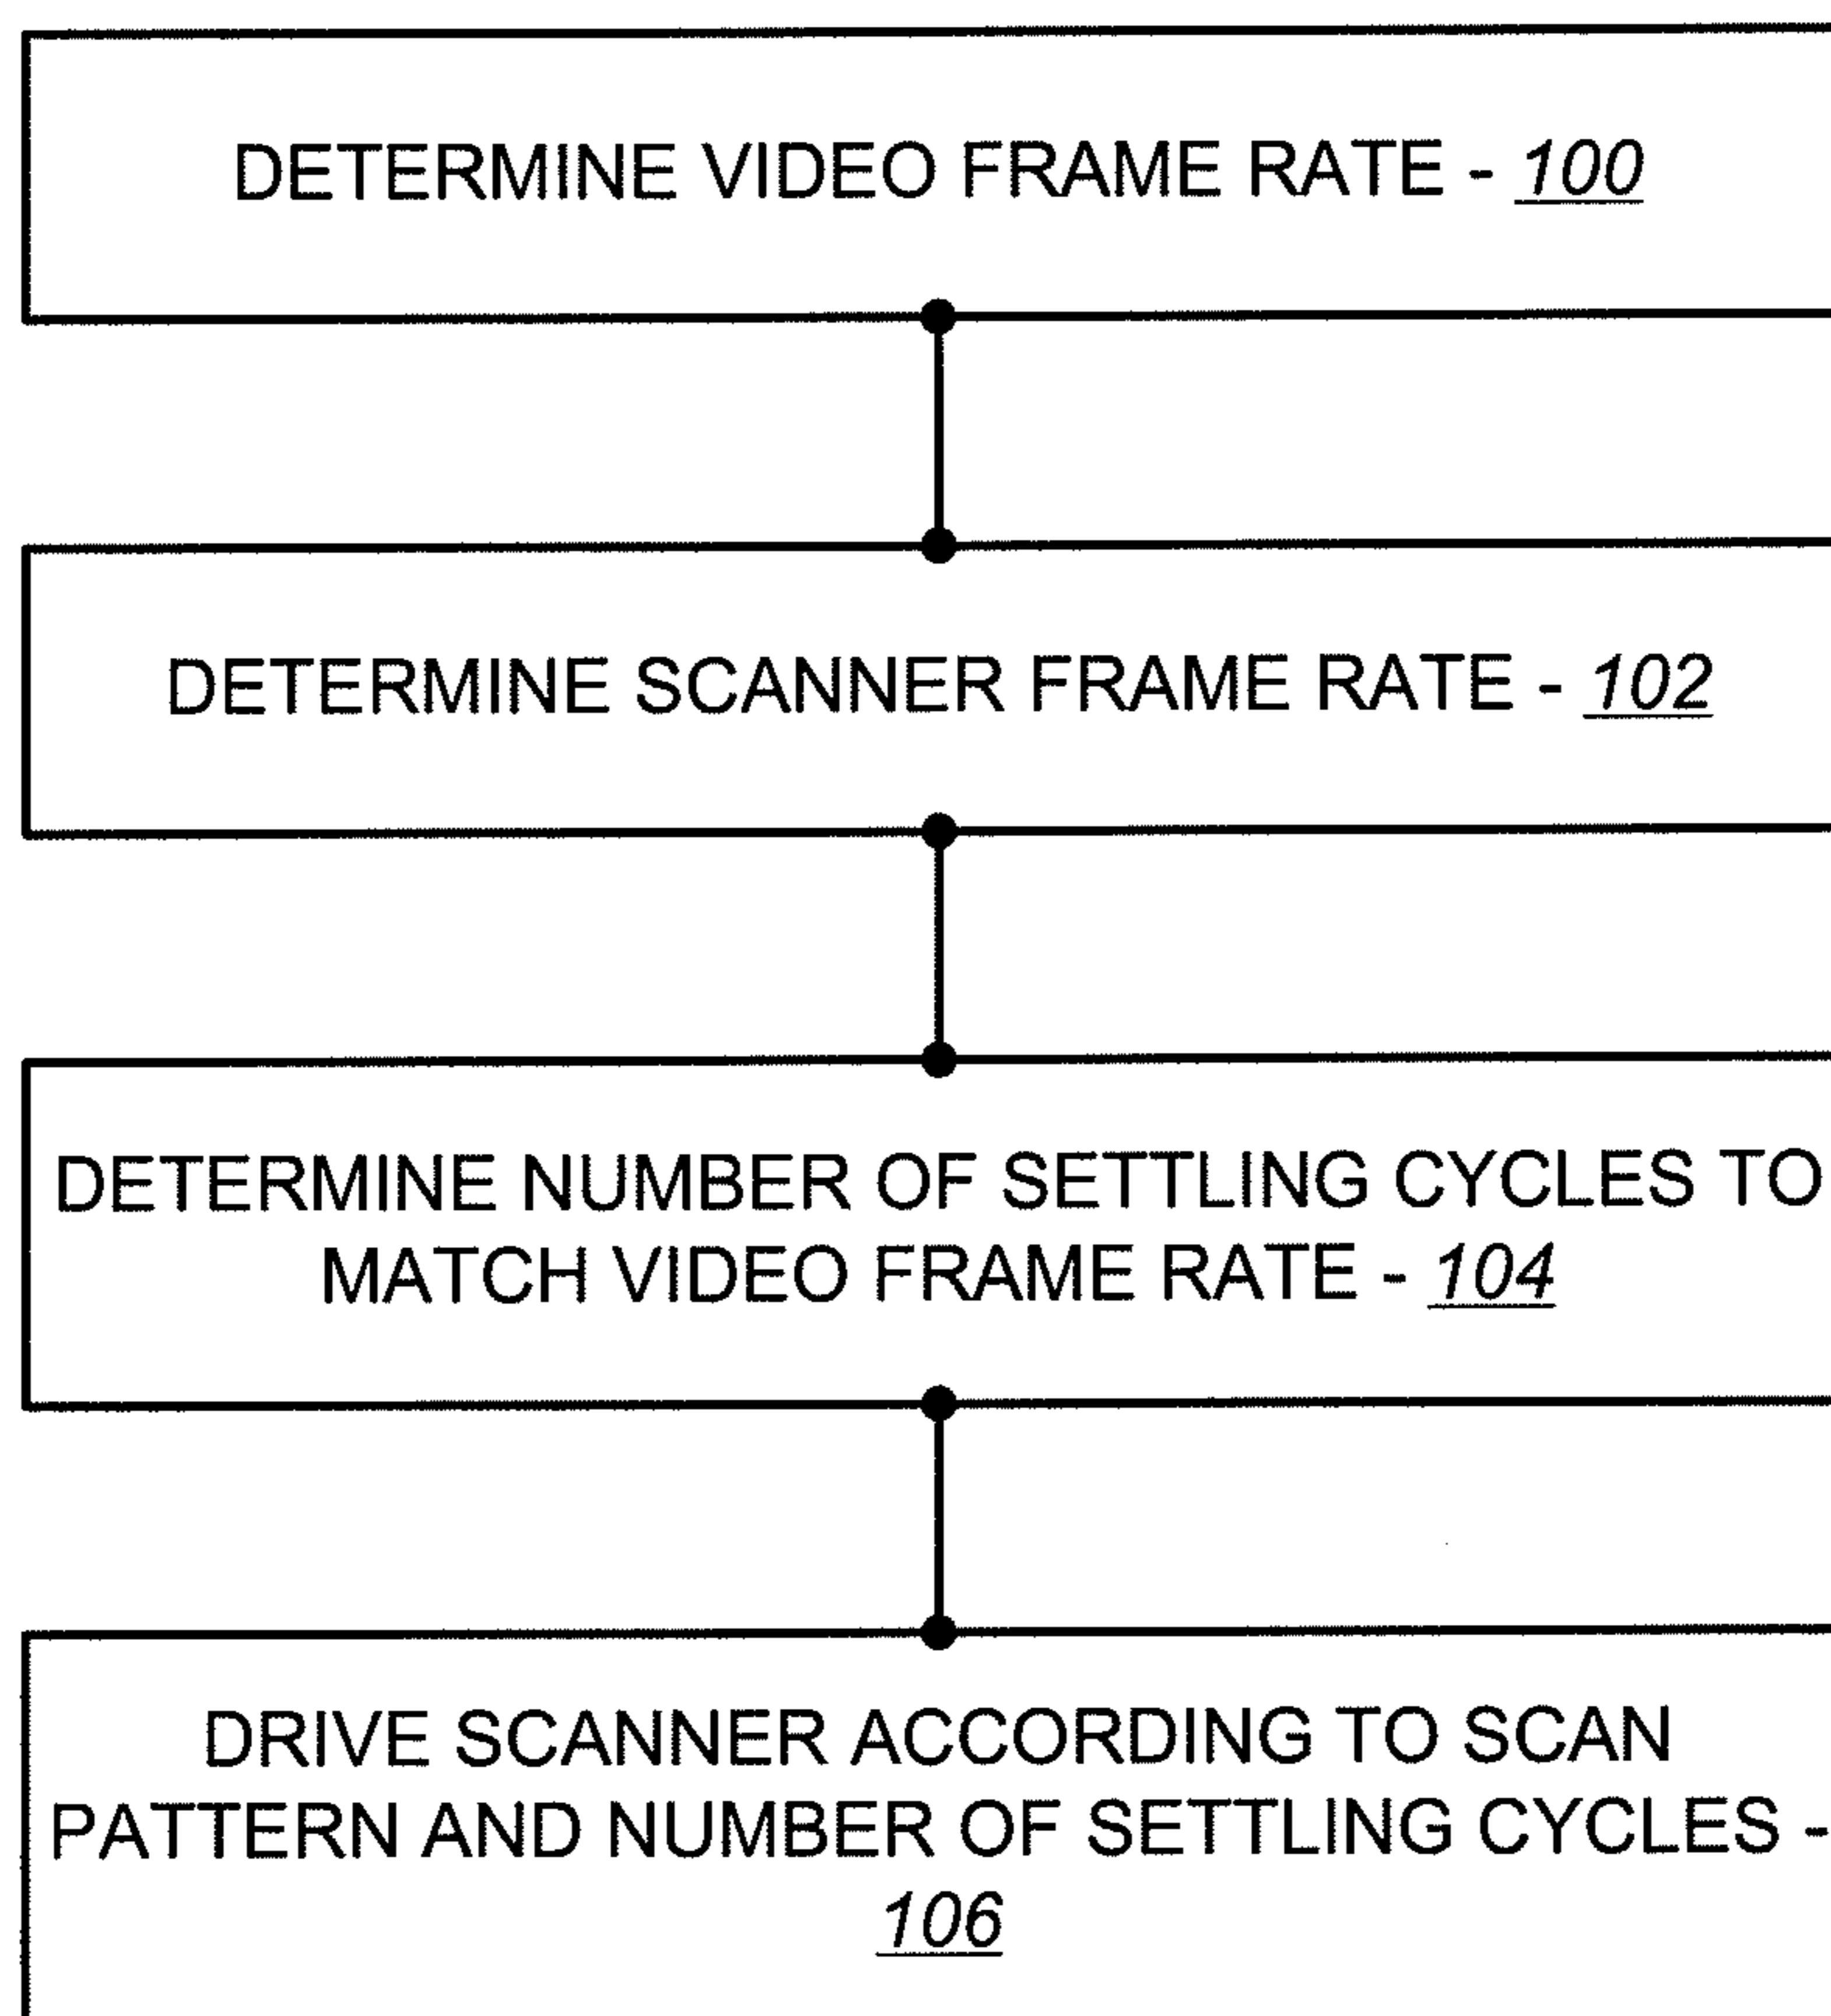 DETERMINE VIDEO FRAME RATE - 100
DETERMINE SCANNER FRAME RATE - 102
DETERMINE NUMBER OF SETTLING CYCLES TO
MATCH VIDEO FRAME RATE - 104
DRIVE SCANNER ACCORDING TO SCAN
PATTERN AND NUMBER OF SETTLING CYCLES -
106